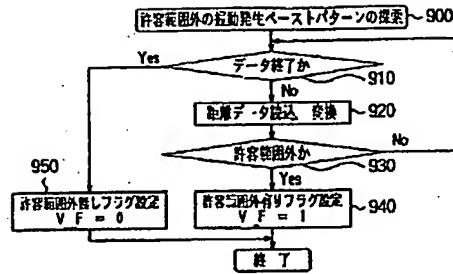 許容範囲外の振動発生ペーストパターンの探索
900
Yes
データ終了か
910
No
距離データ読込 変換
920
許容範囲外か
930
No
Yes
950
許容範囲外無しフラグ設定
VF = 0
許容範囲外有りフラグ設定
VF = 1
940
終了